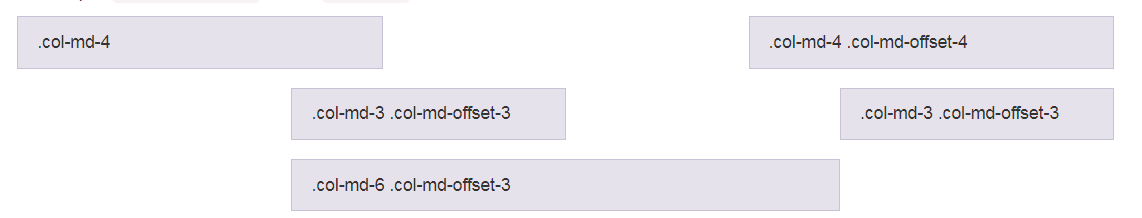 .col-md-4
.col-md-4 .col-md-offset-4
.col-md-3 .col-md-offset-3
.col-md-3 .col-md-offset-3
.col-md-6 .col-md-offset-3